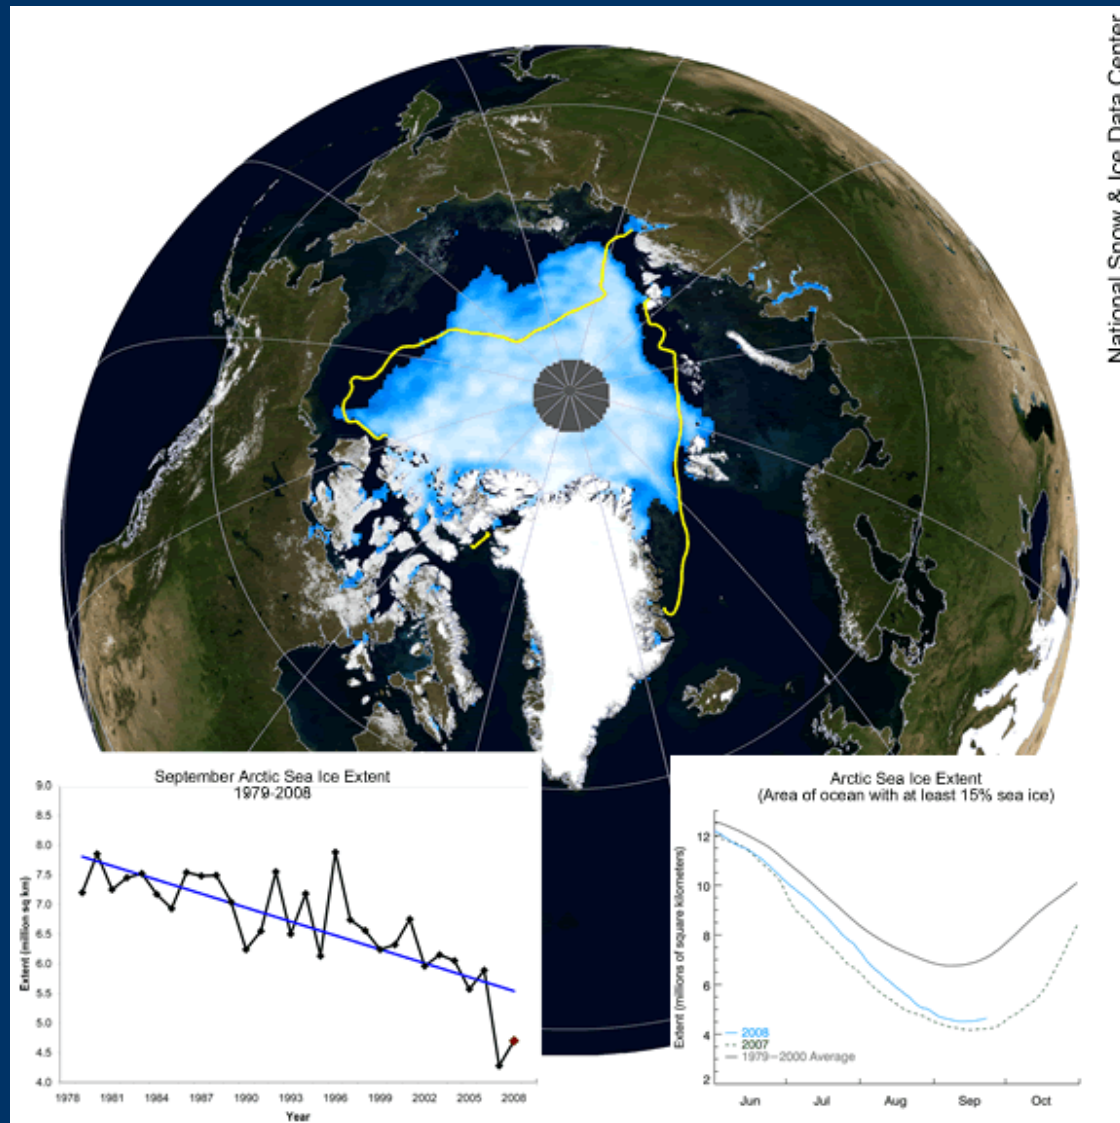 National Snow & Ice Data Center
September Arctic Sea Ice Extent
1979-2008
Extent (million sq km)
9.0
8.5
8.0
7.5
7.0
6.5
6.0
5.5
5.0
4.5
4.0
1978 1981 1984 1987 1990 1993 1996 1999 2002 2005 2008
Year
Arctic Sea Ice Extent
(Area of ocean with at least 15% sea ice)
Extent (millions of square kilometers)
12
10
8
6
4
2
2008
2007
1979−2000 Average
Jun Jul Aug Sep Oct